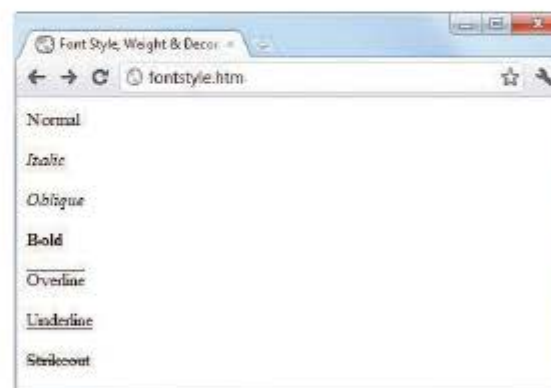 Font Style, Weight & Decor
fontstyle.htm
Normal
Italic
Oblique
Bold
Overline
Underline
Strikeout